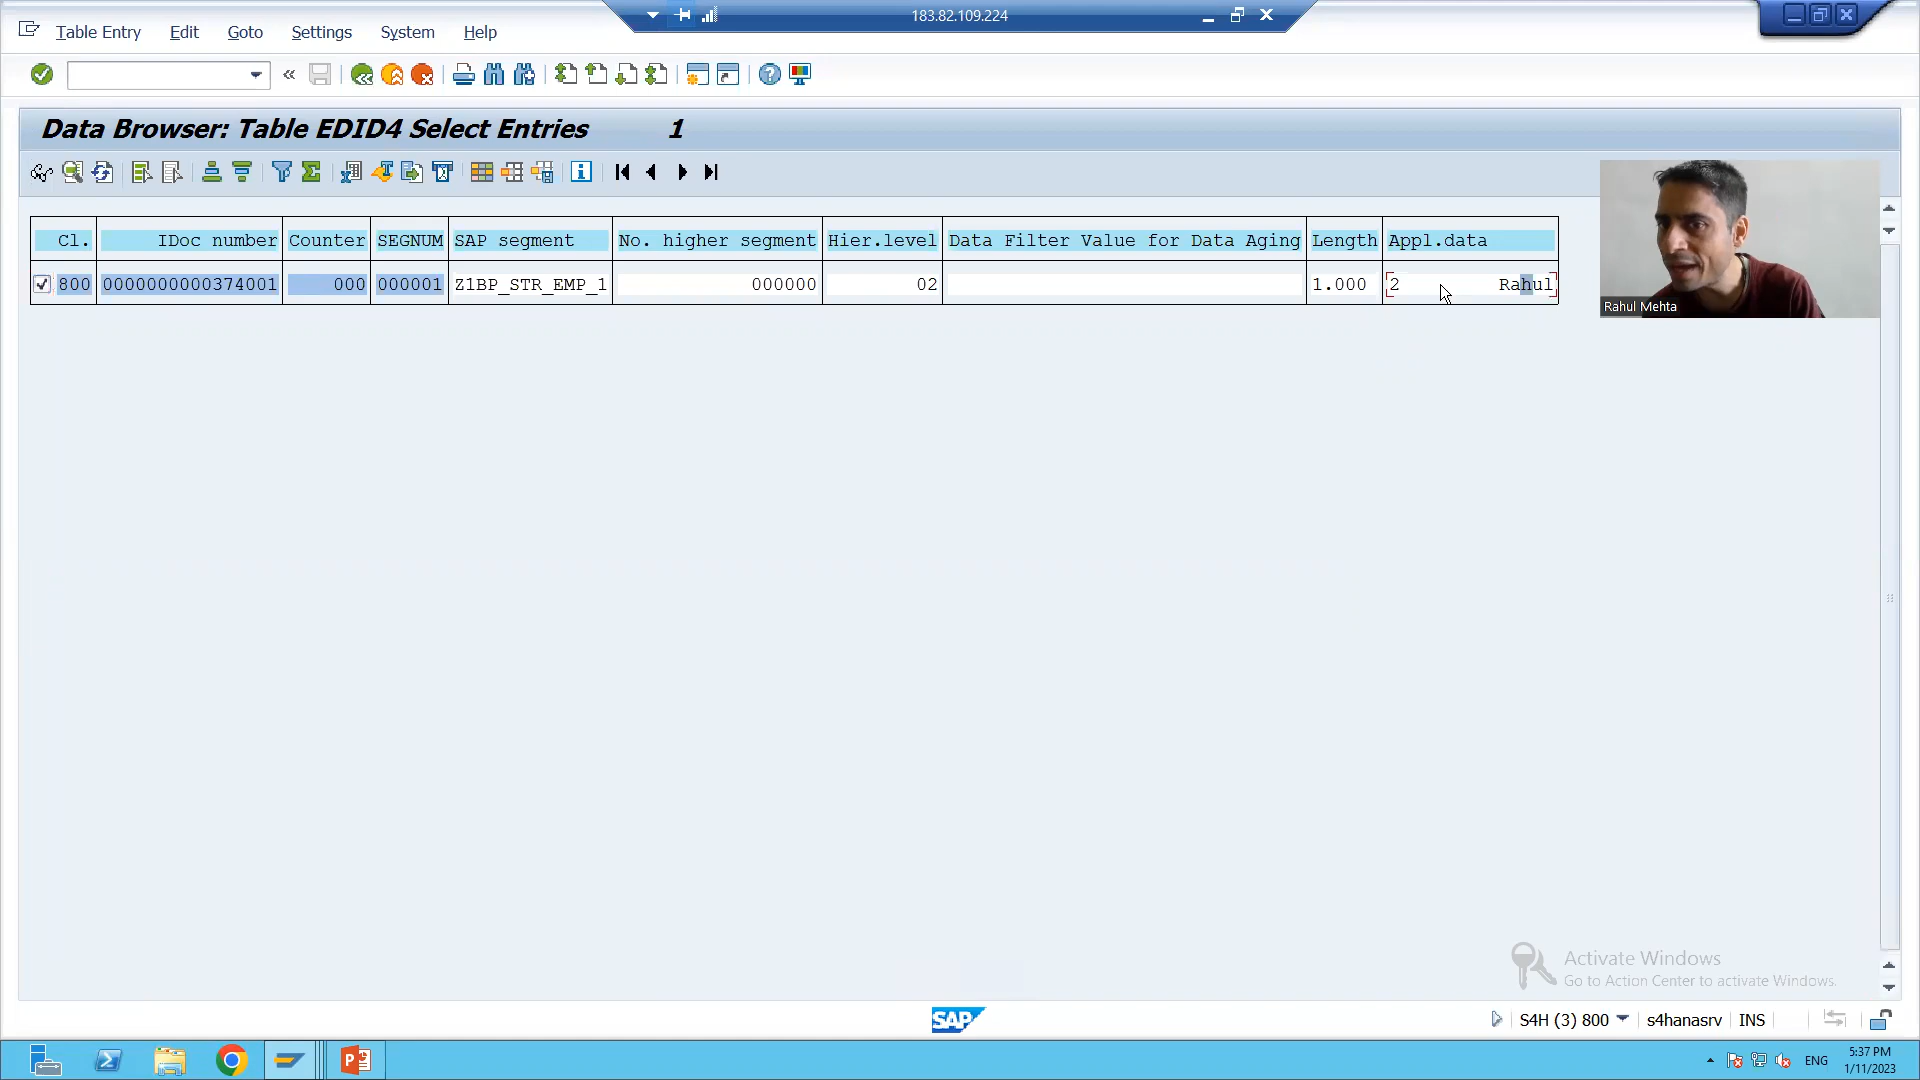 183.82.109.224
Table Entry Edit Goto Settings System Help
Data Browser: Table EDID4 Select Entries 1
Cl. IDoc number Counter SEGNUM SAP segment No. higher segment Hier.level Data Filter Value for Data Aging Length Appl.data
800 0000000000374001 000 000001 Z1BP_STR_EMP_1 000000 02 1.000 2 Rahul
Rahul Mehta
Activate Windows
Go to Action Center to activate Windows.
SAP
S4H (3) 800 s4hanasrv INS
ENG
5:37 PM
1/11/2023